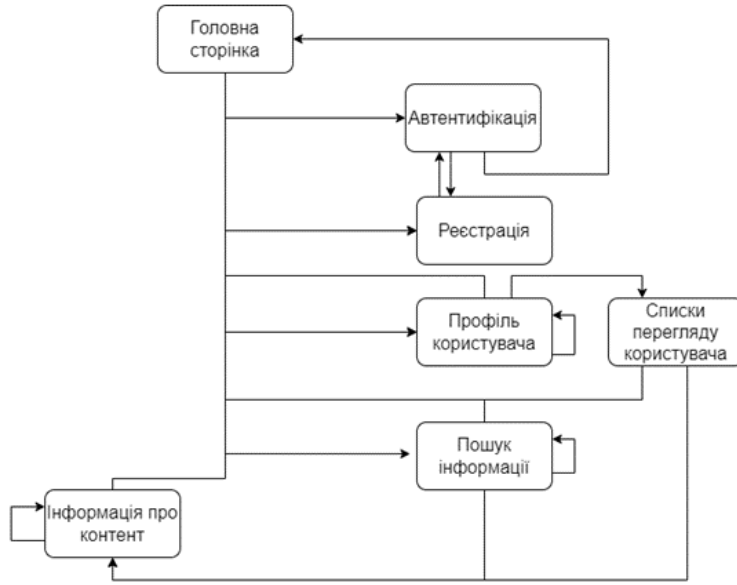 Головна
сторінка
Автентифікація
Реєстрація
Профіль
користувача
Списки
перегляду
користувача
Пошук
інформації
Інформація про
контент